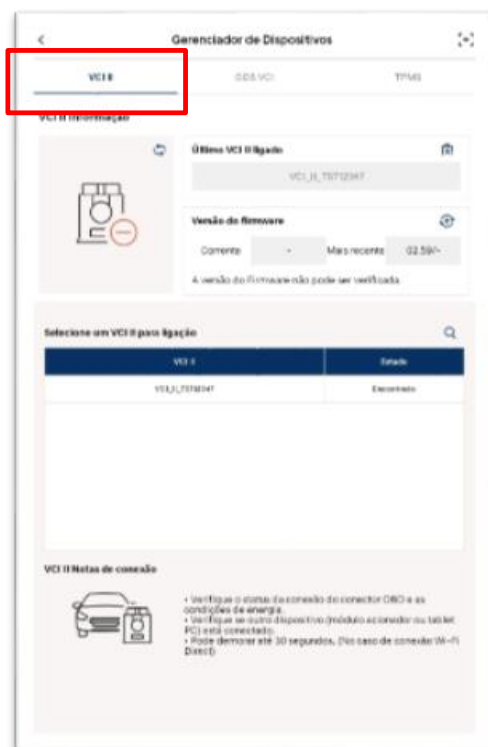 Gerenciador de Dispositivos
VCI II GDS VCI TPMS
VCI II Informação
Último VCI II ligado
Versão do firmware
Corrente - Mais recente 02.59/-
A versão do Firmware não pode ser verificada.
Selecione um VCI II para ligação
VCI II Estado
Encontrado
VCI II Notas de conexão
• Verifique o status da conexão do conector OBD e as
condições de energia.
• Verifique se outro dispositivo (módulo acionador ou tablet
PC) está conectado.
• Pode demorar até 30 segundos. (No caso de conexão Wi-Fi
Direct)